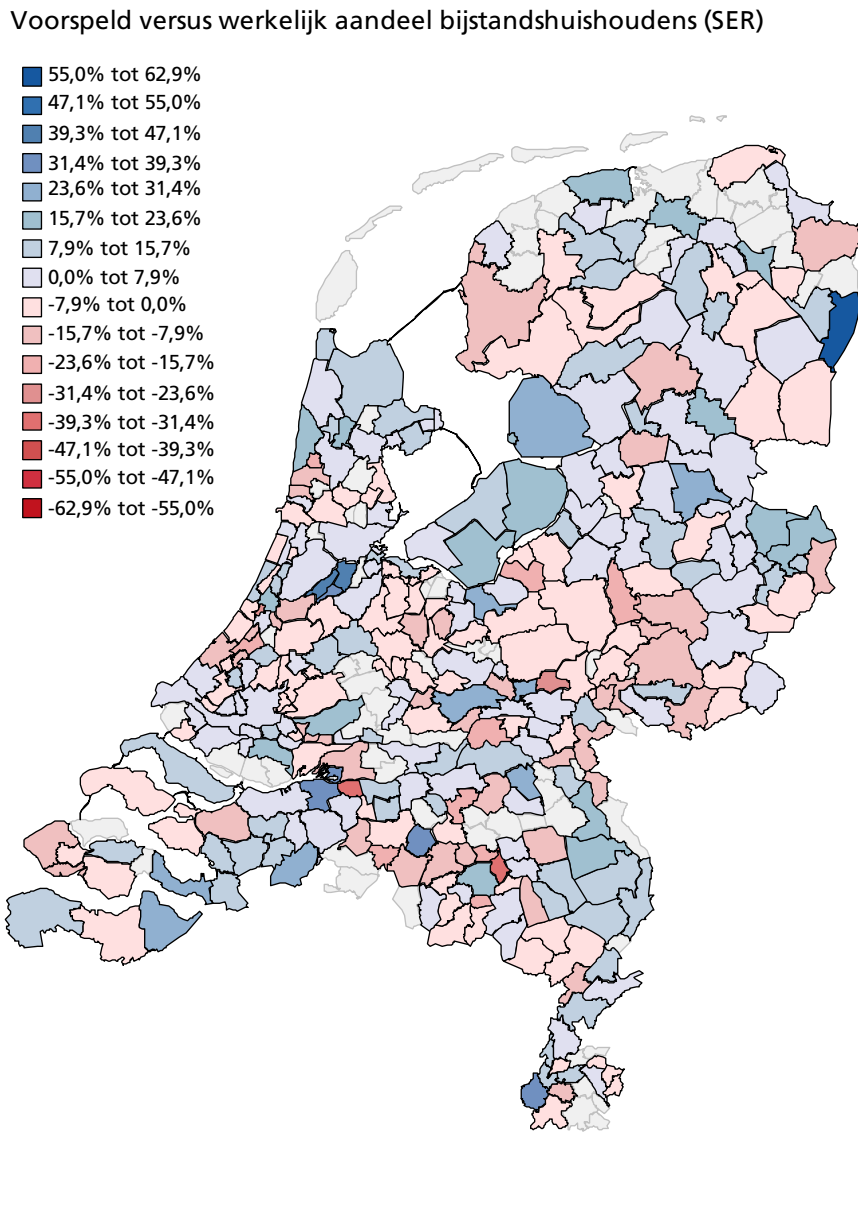 Voorspeld versus werkelijk aandeel bijstandshuishoudens (SER)
55,0% tot 62,9%
47,1% tot 55,0%
39,3% tot 47,1%
31,4% tot 39,3%
23,6% tot 31,4%
15,7% tot 23,6%
7,9% tot 15,7%
0,0% tot 7,9%
-7,9% tot 0,0%
-15,7% tot -7,9%
-23,6% tot -15,7%
-31,4% tot -23,6%
-39,3% tot -31,4%
-47,1% tot -39,3%
-55,0% tot -47,1%
-62,9% tot -55,0%